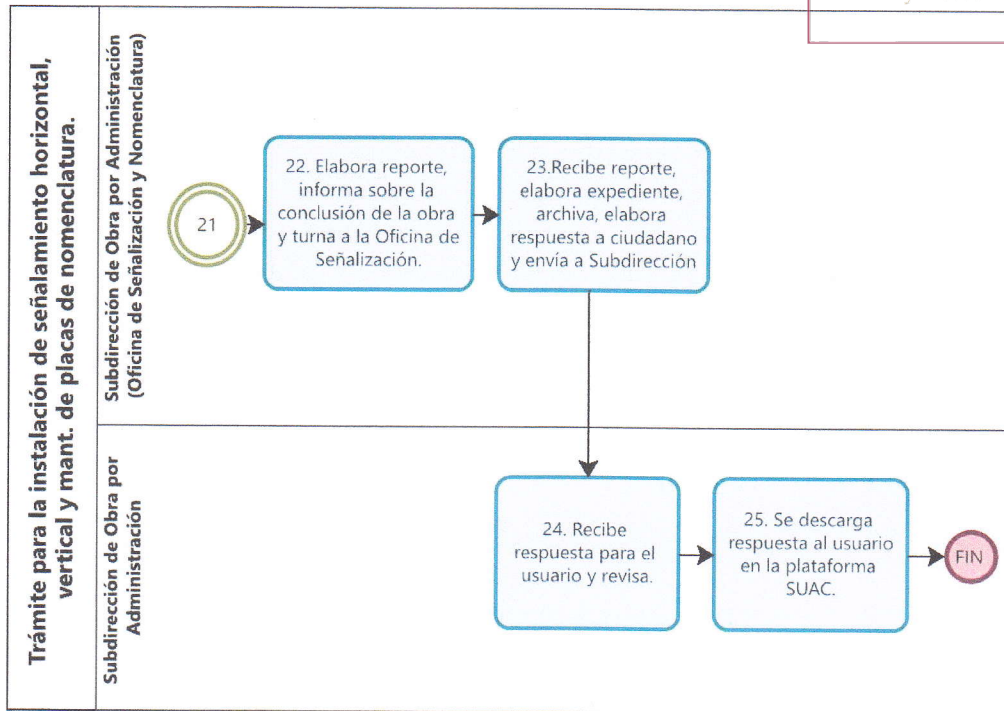 Trámite para la instalación de señalamiento horizontal,
vertical y mant. de placas de nomenclatura.
Subdirección de Obra por Administración
(Oficina de Señalización y Nomenclatura)
21
22. Elabora reporte,
informa sobre la
conclusión de la obra
y turna a la Oficina de
Señalización.
23.Recibe reporte,
elabora expediente,
archiva, elabora
respuesta a ciudadano
y envía a Subdirección
Subdirección de Obra por
Administración
24. Recibe
respuesta para el
usuario y revisa.
25. Se descarga
respuesta al usuario
en la plataforma
SUAC.
FIN